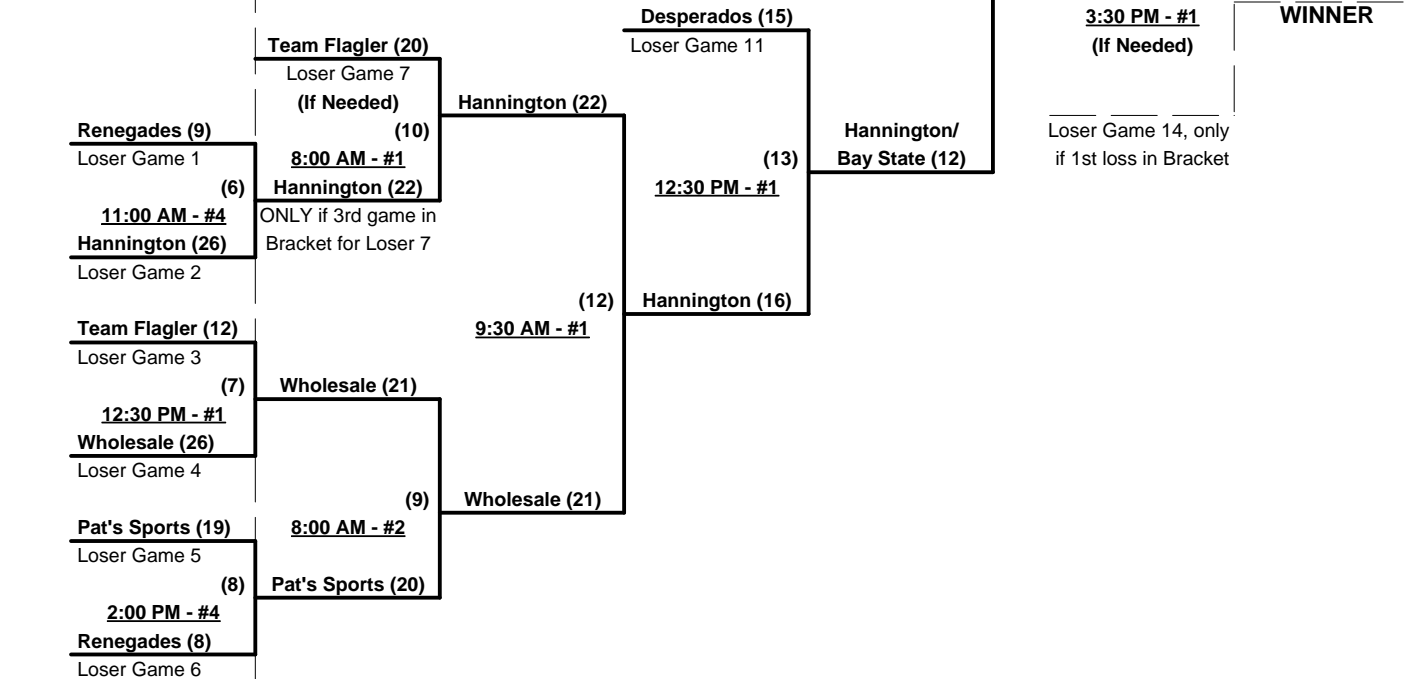 Desperados (15)
Loser Game 11
3:30 PM - #1
(If Needed)
WINNER
Team Flagler (20)
Loser Game 7
(If Needed)
(10)
8:00 AM - #1
Hannington (22)
ONLY if 3rd game in
Bracket for Loser 7
Hannington (22)
Renegades (9)
Loser Game 1
(6)
11:00 AM - #4
Hannington (26)
Loser Game 2
Hannington/
Bay State (12)
(13)
12:30 PM - #1
Loser Game 14, only
if 1st loss in Bracket
(12)
9:30 AM - #1
Hannington (16)
Team Flagler (12)
Loser Game 3
(7)
12:30 PM - #1
Wholesale (26)
Loser Game 4
Wholesale (21)
(9)
8:00 AM - #2
Wholesale (21)
Pat's Sports (19)
Loser Game 5
(8)
2:00 PM - #4
Renegades (8)
Loser Game 6
Pat's Sports (20)